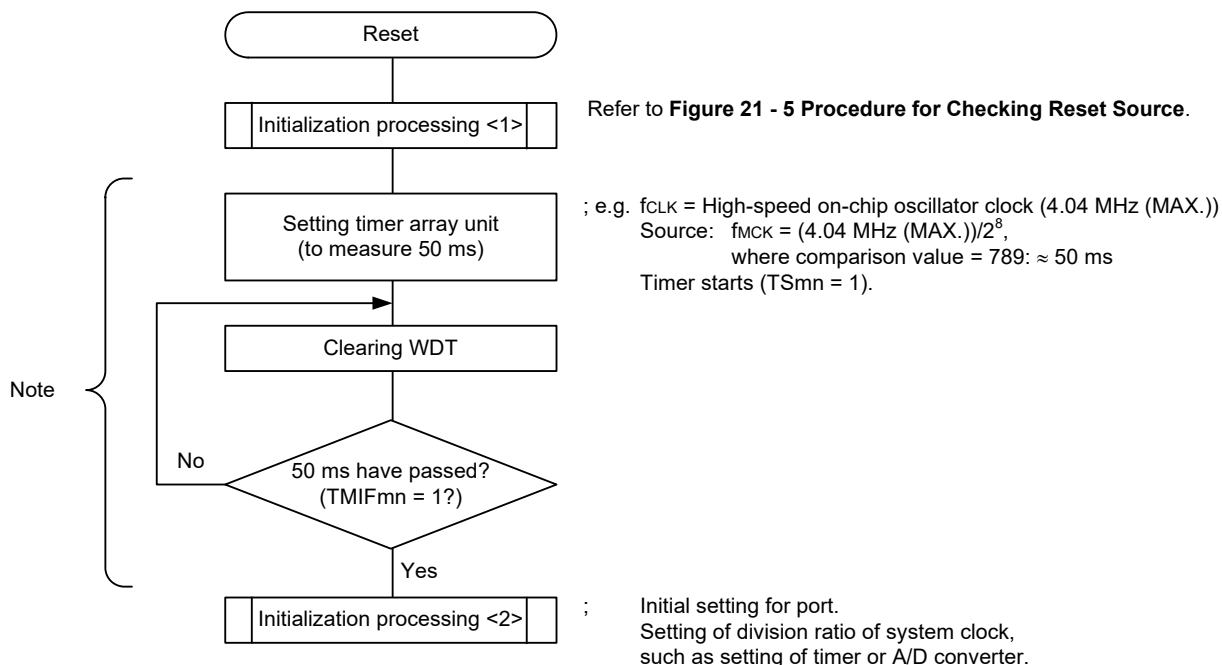 Reset
Initialization processing <1>
Refer to Figure 21 - 5 Procedure for Checking Reset Source.
Setting timer array unit
(to measure 50 ms)
; e.g. fCLK = High-speed on-chip oscillator clock (4.04 MHz (MAX.))
Source: fMCK = (4.04 MHz (MAX.))/2⁸,
where comparison value = 789: ≈ 50 ms
Timer starts (TSmn = 1).
Clearing WDT
Note
No
50 ms have passed?
(TMIFmn = 1?)
Yes
Initialization processing <2>
; Initial setting for port.
Setting of division ratio of system clock,
such as setting of timer or A/D converter.